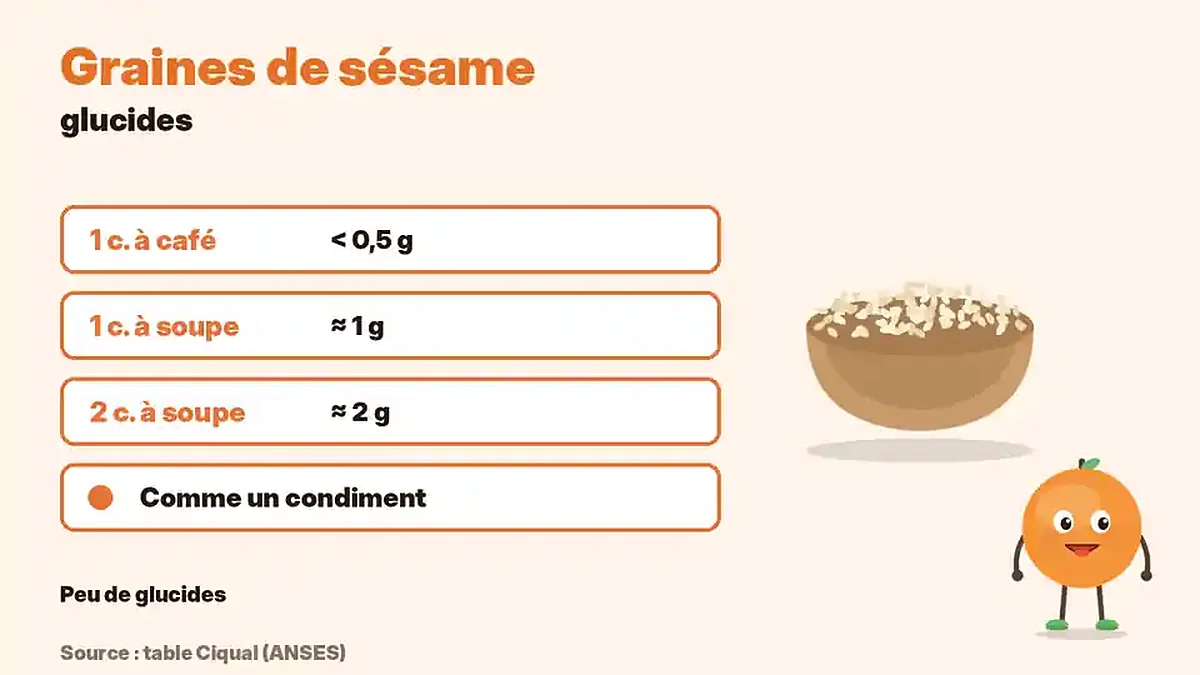 Graines de sésame
glucides
1 c. à café < 0,5 g
1 c. à soupe ≈ 1 g
2 c. à soupe ≈ 2 g
Comme un condiment
Peu de glucides
Source : table Ciqual (ANSES)